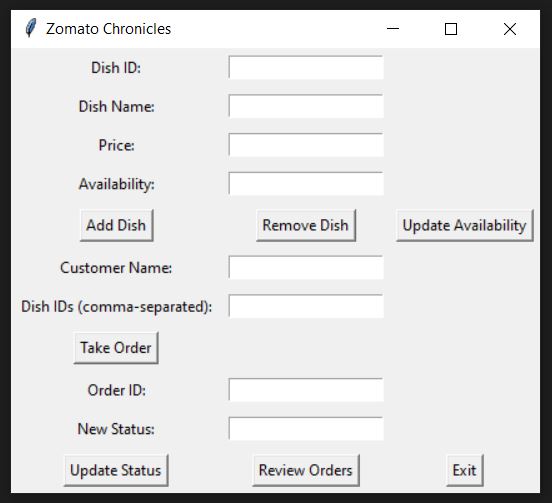 Zomato Chronicles
Dish ID:
Dish Name:
Price:
Availability:
Add Dish Remove Dish Update Availability
Customer Name:
Dish IDs (comma-separated):
Take Order
Order ID:
New Status:
Update Status Review Orders Exit